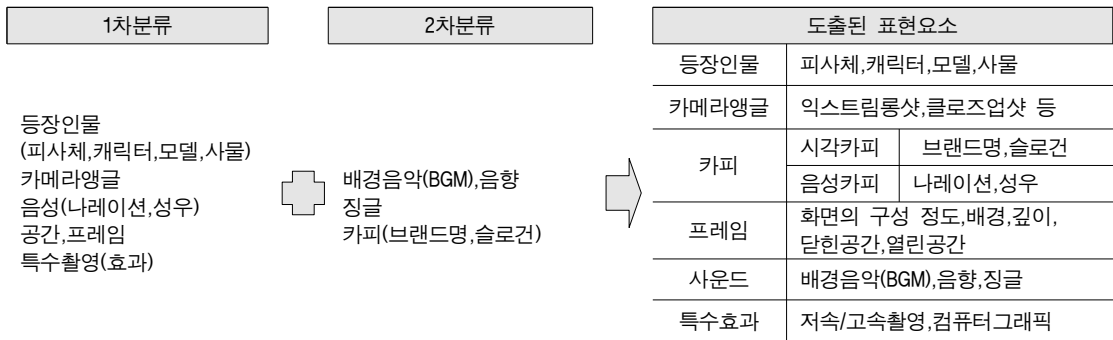 1차분류
등장인물
(피사체,캐릭터,모델,사물)
카메라앵글
음성(나레이션,성우)
공간,프레임
특수촬영(효과)
2차분류
배경음악(BGM),음향
징글
카피(브랜드명,슬로건)
도출된 표현요소
등장인물 피사체,캐릭터,모델,사물
카메라앵글 익스트림롱샷,클로즈업샷 등
카피 시각카피 브랜드명,슬로건
음성카피 나레이션,성우
프레임 화면의 구성 정도,배경,깊이,
닫힌공간,열린공간
사운드 배경음악(BGM),음향,징글
특수효과 저속/고속촬영,컴퓨터그래픽